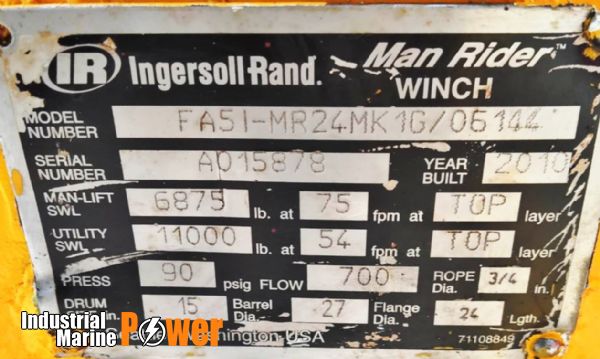 IR Ingersoll-Rand. Man Rider™
WINCH
MODEL NUMBER FA5I-MR24MK1G/06144
SERIAL NUMBER A015878 YEAR BUILT 2010
MAN-LIFT SWL 6875 lb. at 75 fpm at TOP layer
UTILITY SWL 11000 lb. at 54 fpm at TOP layer
PRESS 90 psig FLOW 700 ROPE Dia. 3/4 in.
DRUM in. 15 Barrel Dia. 27 Flange Dia. 24 Lgth.
Industrial Marine Power
Washington USA 71108849